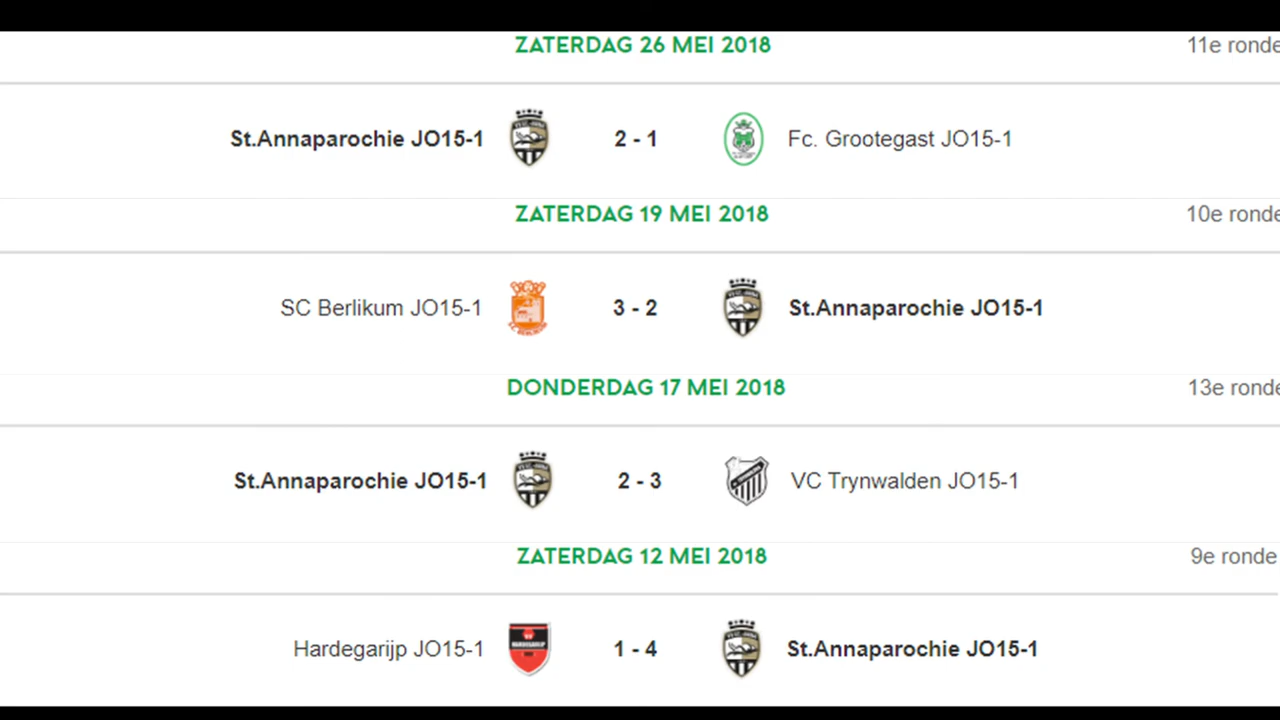 ZATERDAG 26 MEI 2018 11e ronde
St.Annaparochie JO15-1 2 - 1 Fc. Grootegast JO15-1
ZATERDAG 19 MEI 2018 10e ronde
SC Berlikum JO15-1 3 - 2 St.Annaparochie JO15-1
DONDERDAG 17 MEI 2018 13e ronde
St.Annaparochie JO15-1 2 - 3 VC Trynwalden JO15-1
ZATERDAG 12 MEI 2018 9e ronde
Hardegarijp JO15-1 1 - 4 St.Annaparochie JO15-1